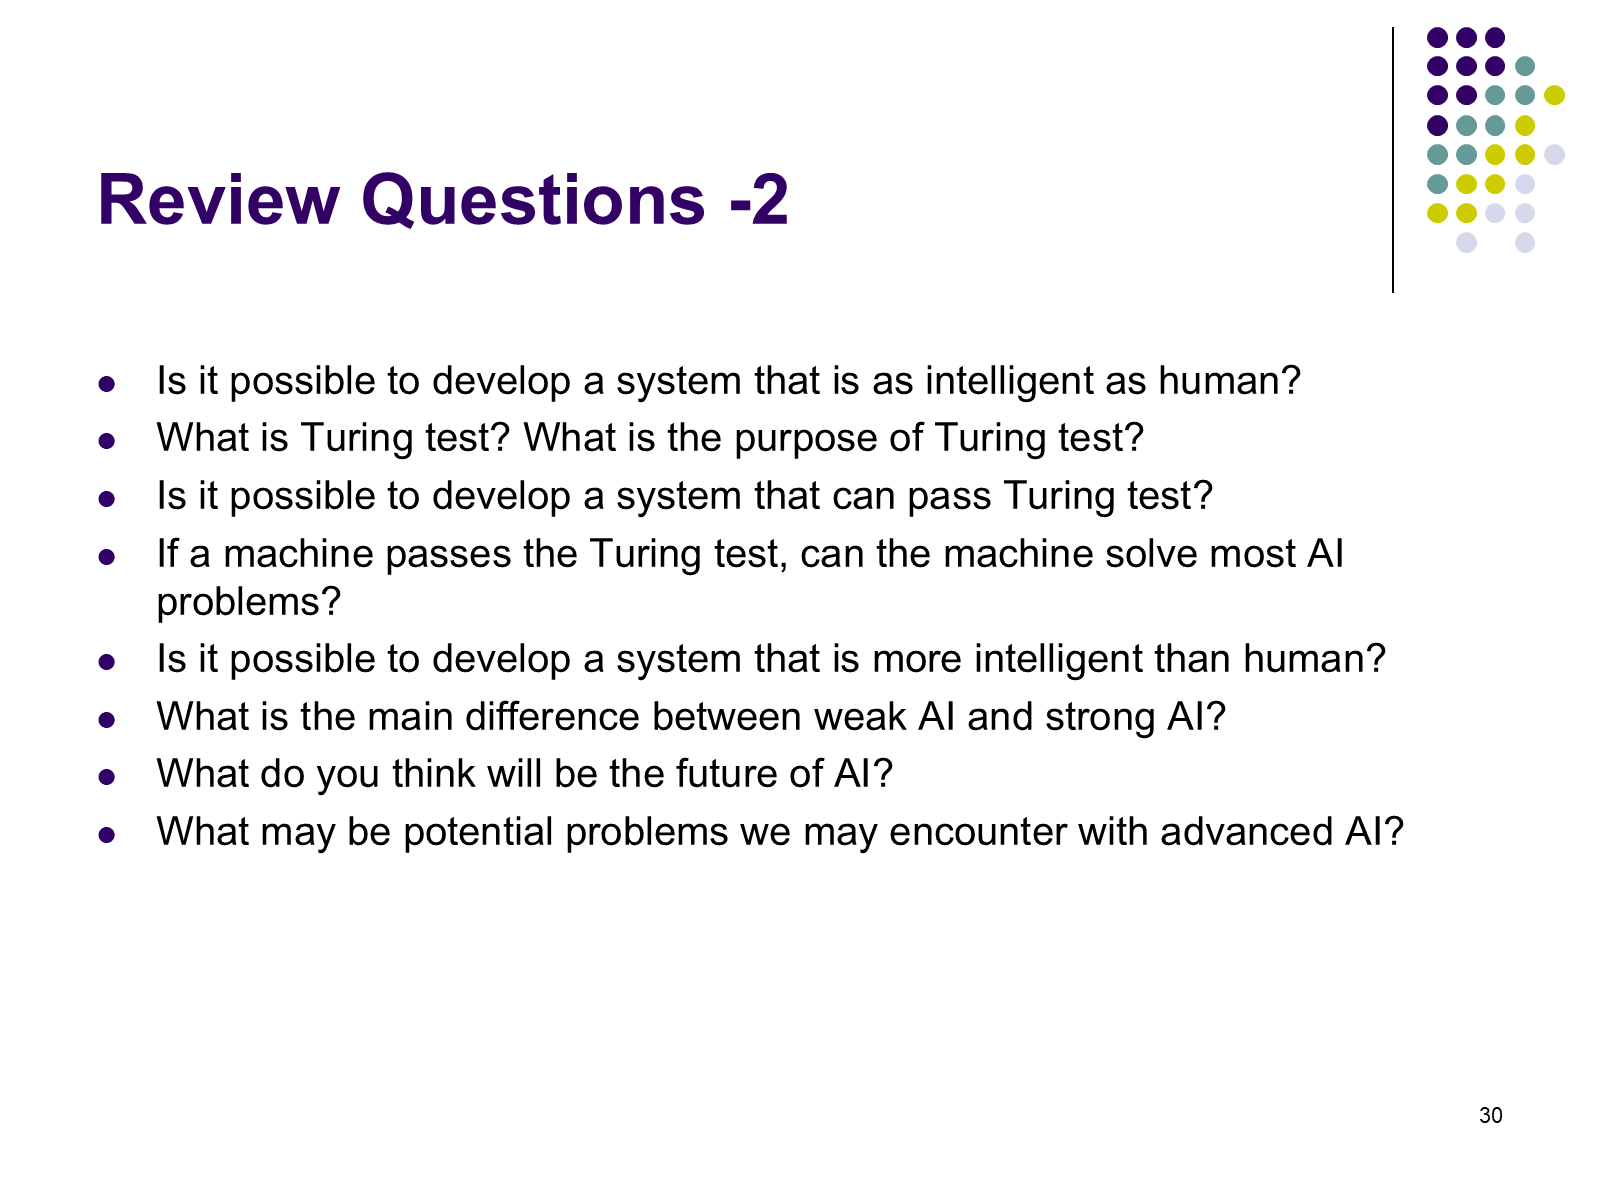 Review Questions -2
Is it possible to develop a system that is as intelligent as human?
What is Turing test? What is the purpose of Turing test?
Is it possible to develop a system that can pass Turing test?
If a machine passes the Turing test, can the machine solve most AI
problems?
Is it possible to develop a system that is more intelligent than human?
What is the main difference between weak AI and strong AI?
What do you think will be the future of AI?
What may be potential problems we may encounter with advanced AI?
30